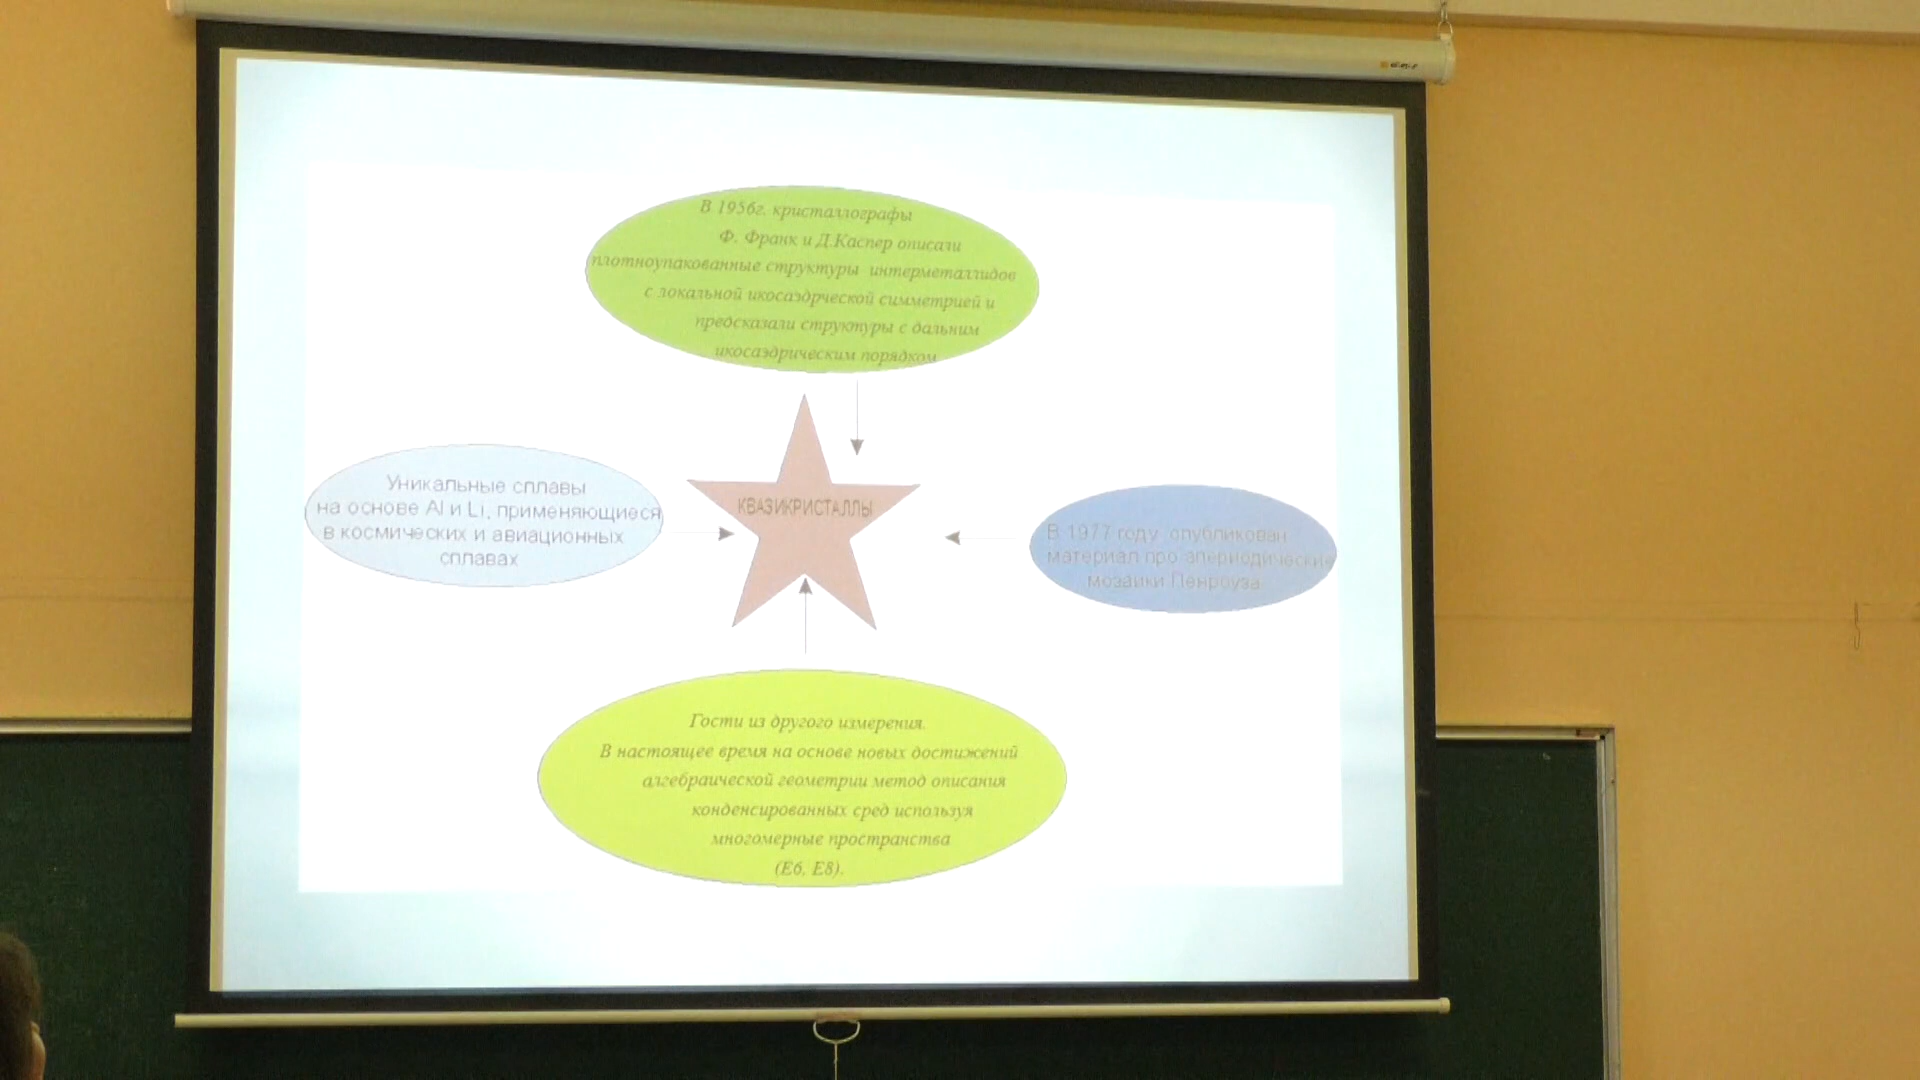 В 1956г. кристаллографы
Ф. Франк и Д.Каспер описали
плотноупакованные структуры интерметаллидов
с локальной икосаэдрческой симметрией и
предсказали структуры с дальним
икосаэдрическим порядком
Уникальные сплавы
на основе Al и Li, применяющиеся
в космических и авиационных
сплавах
КВАЗИКРИСТАЛЛЫ
В 1977 году опубликован
материал про апериодические
мозаики Пенроуза
Гости из другого измерения.
В настоящее время на основе новых достижений
алгебраической геометрии метод описания
конденсированных сред используя
многомерные пространства
(E6, E8).